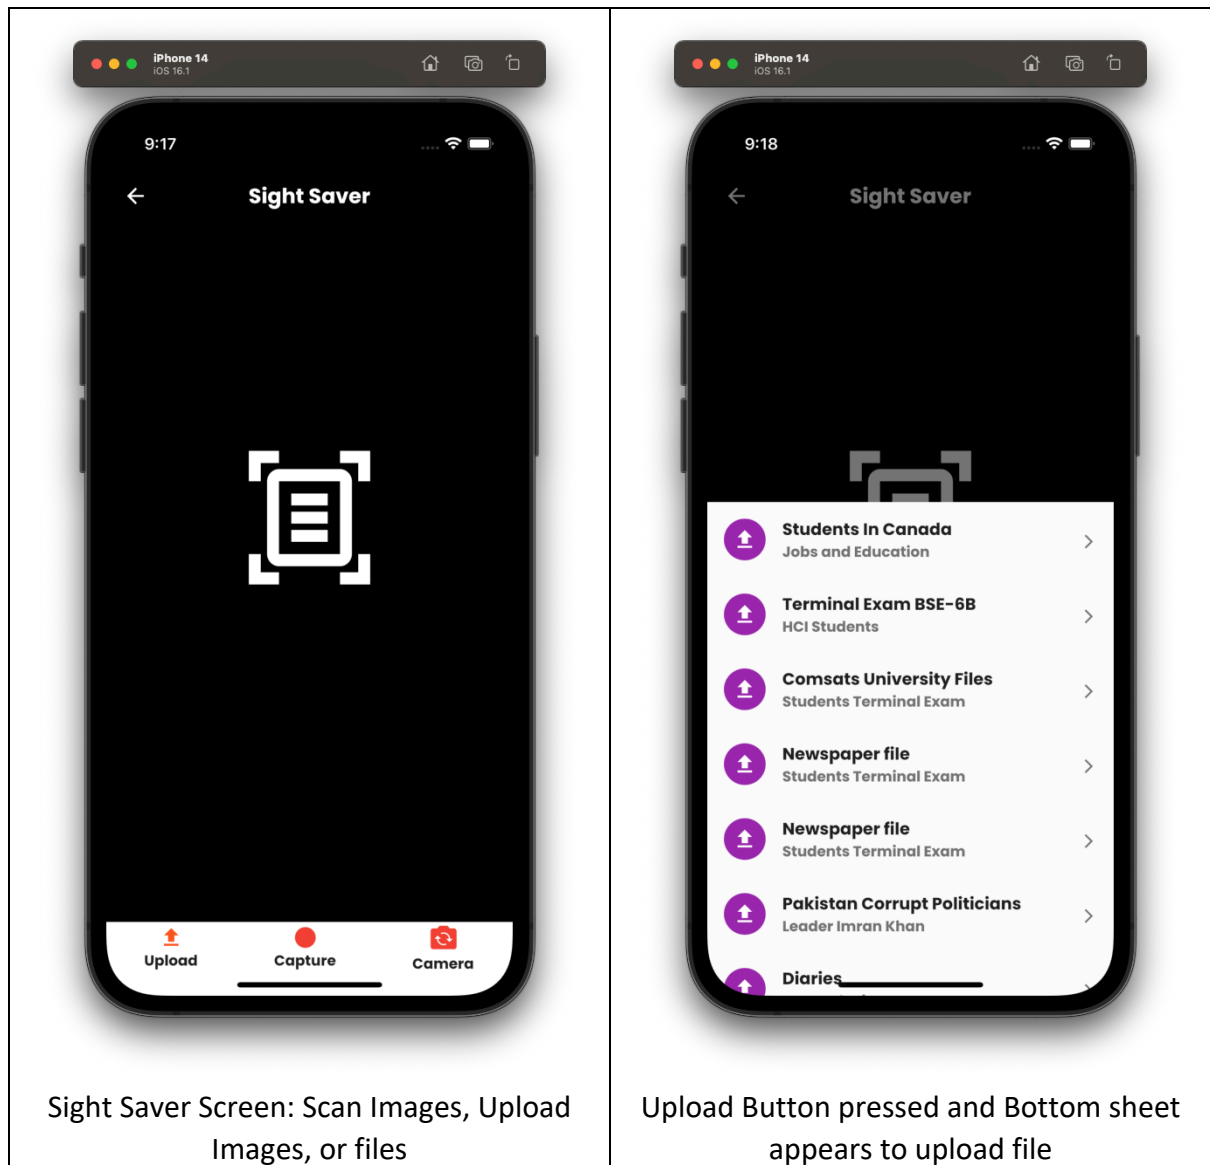 iPhone 14
iOS 16.1
9:17
Sight Saver
Upload
Capture
Camera
Sight Saver Screen: Scan Images, Upload
Images, or files
iPhone 14
iOS 16.1
9:18
Sight Saver
Students In Canada
Jobs and Education
Terminal Exam BSE-6B
HCI Students
Comsats University Files
Students Terminal Exam
Newspaper file
Students Terminal Exam
Newspaper file
Students Terminal Exam
Pakistan Corrupt Politicians
Leader Imran Khan
Diaries
Upload Button pressed and Bottom sheet
appears to upload file